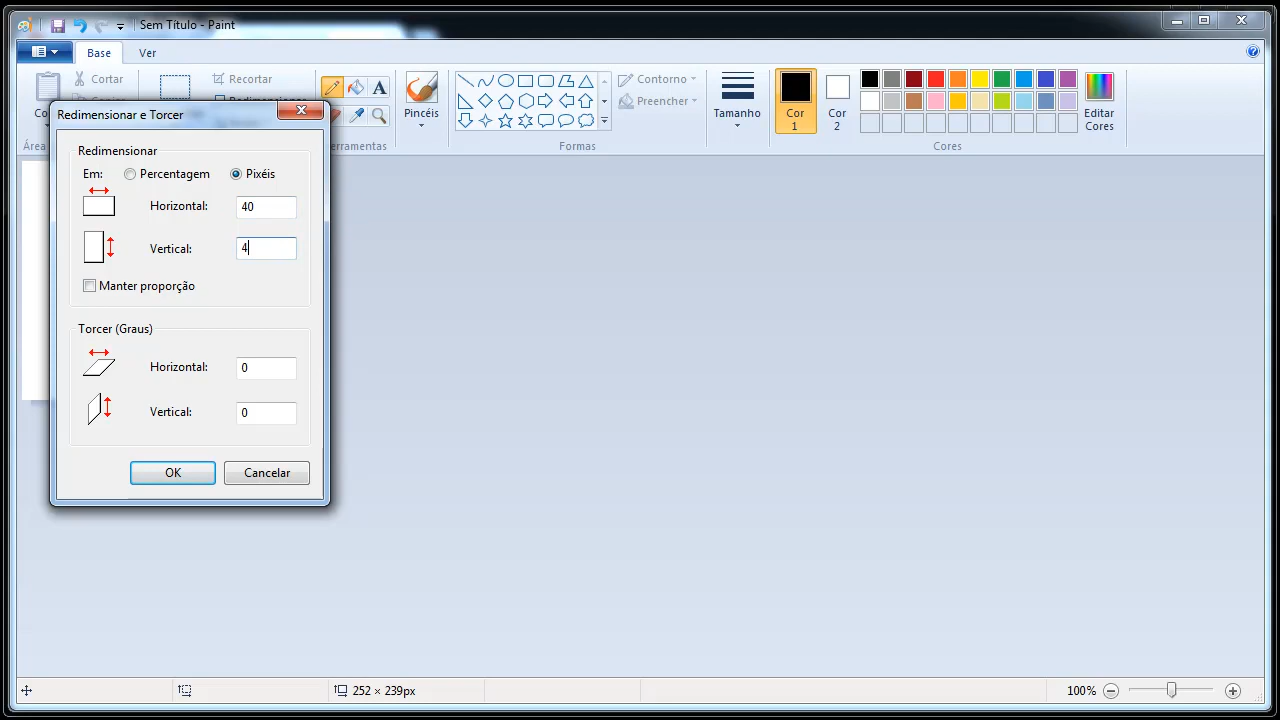 Sem Título - Paint
Base Ver
Cortar
Recortar
Pincéis
Contorno
Preencher
Tamanho
Cor 1
Cor 2
Editar Cores
Formas
Cores
Redimensionar e Torcer
Redimensionar
Em: Percentagem Pixéis
Horizontal: 40
Vertical: 4
Manter proporção
Torcer (Graus)
Horizontal: 0
Vertical: 0
OK Cancelar
252 × 239px
100%